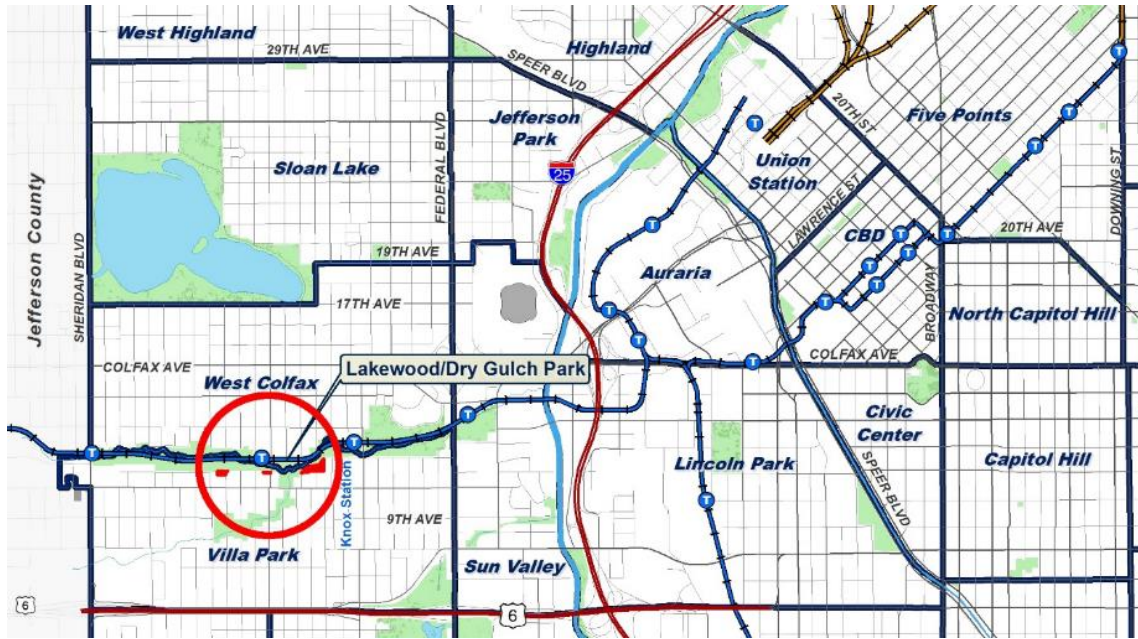 West Highland
29TH AVE
SPEER BLVD
Highland
Jefferson
Park
25
20TH ST
Five Points
T
T
T
T
Union
Station
Sloan Lake
FEDERAL BLVD
Jefferson County
SHERIDAN BLVD
LAWRENCE ST
DOWNING ST
T
CBD
T
T
20TH AVE
19TH AVE
Auraria
T
T
T
BROADWAY
17TH AVE
T
T
North Capitol Hill
T
COLFAX AVE
West Colfax
Lakewood/Dry Gulch Park
T
COLFAX AVE
T
T
T
T
Civic
Center
Lincoln Park
Capitol Hill
Knox Station
T
SPEER BLVD
9TH AVE
Villa Park
Sun Valley
6
6